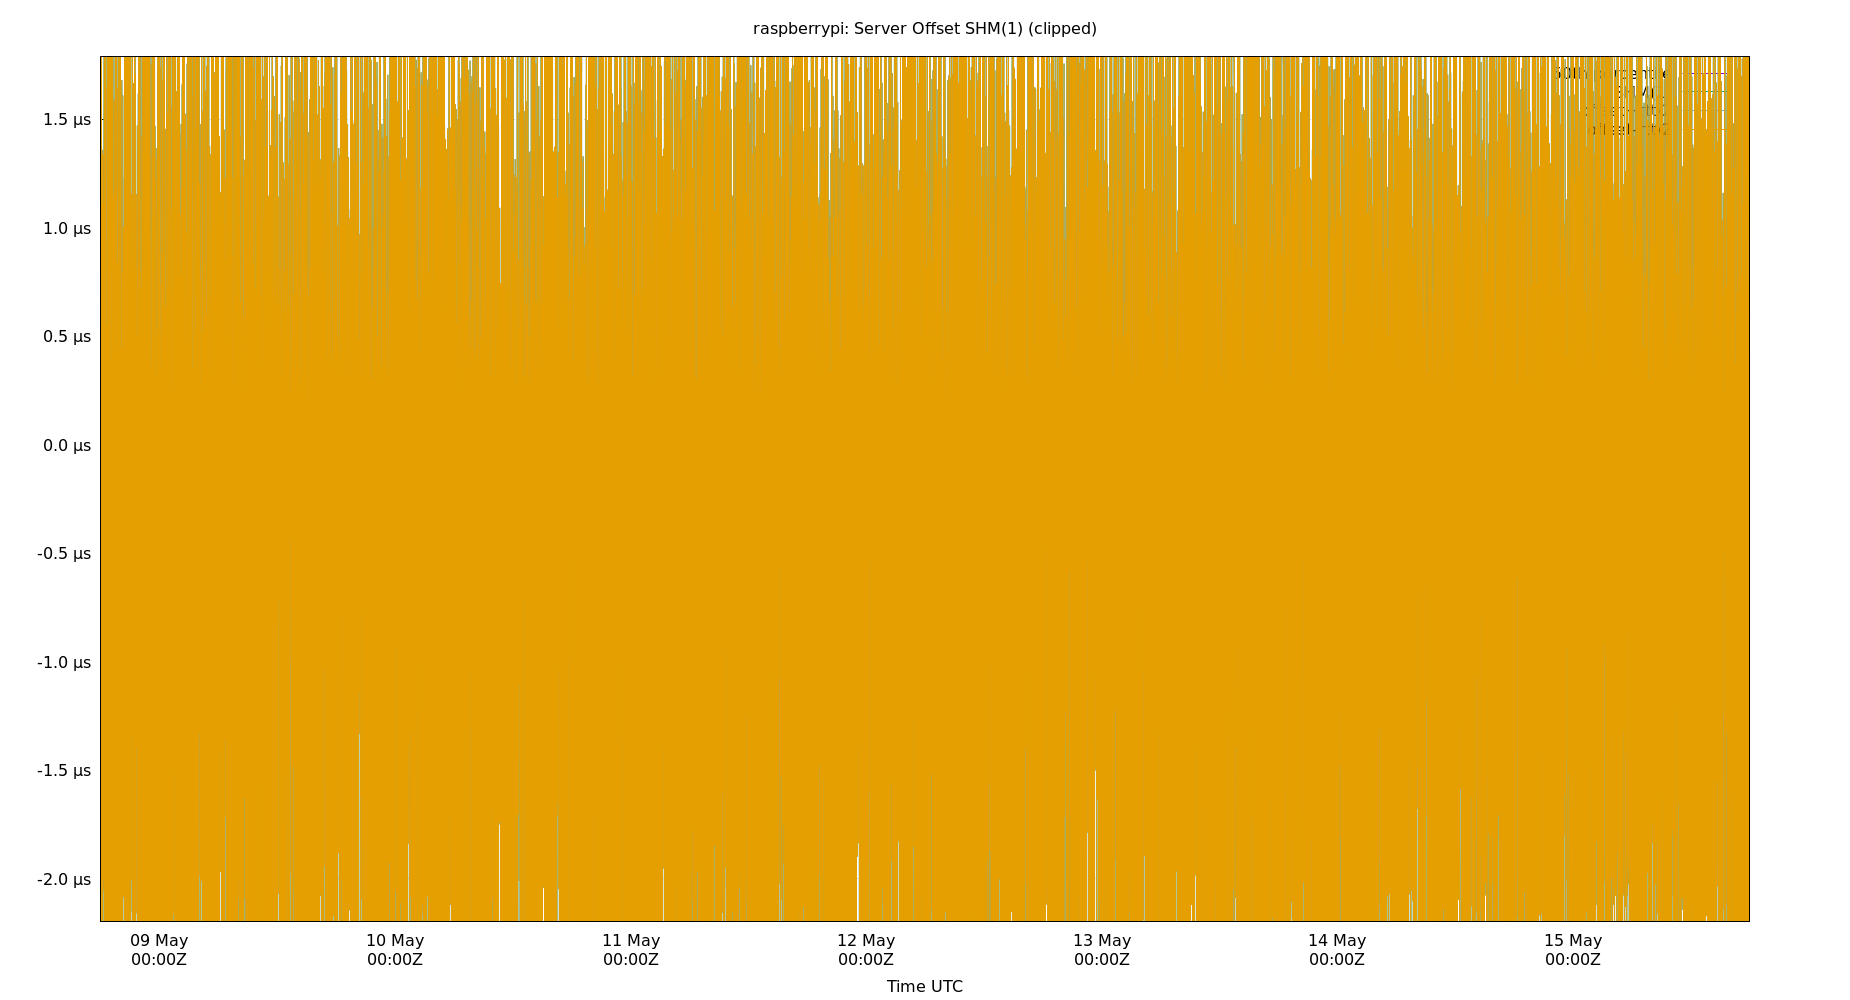 raspberrypi: Server Offset SHM(1) (clipped)
1.5 µs
1.0 µs
0.5 µs
0.0 µs
-0.5 µs
-1.0 µs
-1.5 µs
-2.0 µs
09 May
00:00Z
10 May
00:00Z
11 May
00:00Z
12 May
00:00Z
13 May
00:00Z
14 May
00:00Z
15 May
00:00Z
Time UTC